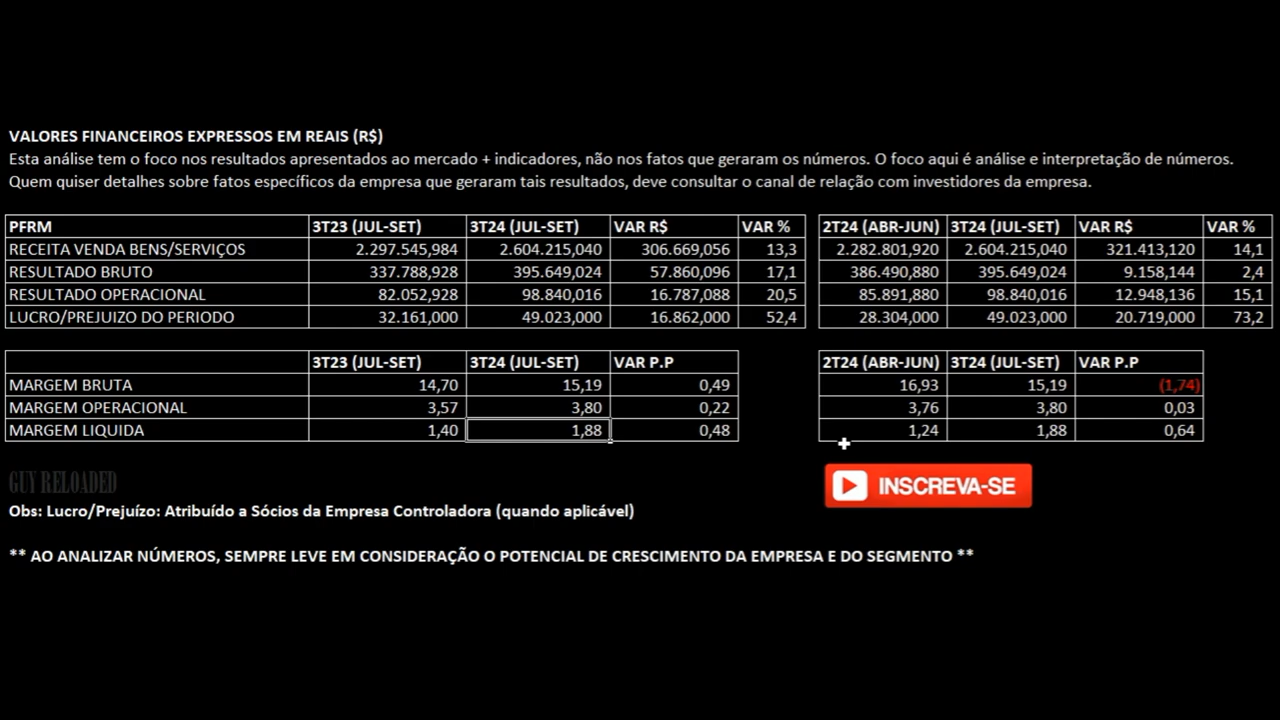 VALORES FINANCEIROS EXPRESSOS EM REAIS (R$)
Esta análise tem o foco nos resultados apresentados ao mercado + indicadores, não nos fatos que geraram os números. O foco aqui é análise e interpretação de números.
Quem quiser detalhes sobre fatos específicos da empresa que geraram tais resultados, deve consultar o canal de relação com investidores da empresa.
PFRM 3T23 (JUL-SET) 3T24 (JUL-SET) VAR R$ VAR % 2T24 (ABR-JUN) 3T24 (JUL-SET) VAR R$ VAR %
RECEITA VENDA BENS/SERVIÇOS 2.297.545,984 2.604.215,040 306.669,056 13,3 2.282.801,920 2.604.215,040 321.413,120 14,1
RESULTADO BRUTO 337.788,928 395.649,024 57.860,096 17,1 386.490,880 395.649,024 9.158,144 2,4
RESULTADO OPERACIONAL 82.052,928 98.840,016 16.787,088 20,5 85.891,880 98.840,016 12.948,136 15,1
LUCRO/PREJUIZO DO PERIODO 32.161,000 49.023,000 16.862,000 52,4 28.304,000 49.023,000 20.719,000 73,2
3T23 (JUL-SET) 3T24 (JUL-SET) VAR P.P 2T24 (ABR-JUN) 3T24 (JUL-SET) VAR P.P
MARGEM BRUTA 14,70 15,19 0,49 16,93 15,19 (1,74)
MARGEM OPERACIONAL 3,57 3,80 0,22 3,76 3,80 0,03
MARGEM LIQUIDA 1,40 1,88 0,48 1,24 1,88 0,64
GUY RELOADED
INSCREVA-SE
Obs: Lucro/Prejuízo: Atribuído a Sócios da Empresa Controladora (quando aplicável)
** AO ANALIZAR NÚMEROS, SEMPRE LEVE EM CONSIDERAÇÃO O POTENCIAL DE CRESCIMENTO DA EMPRESA E DO SEGMENTO **